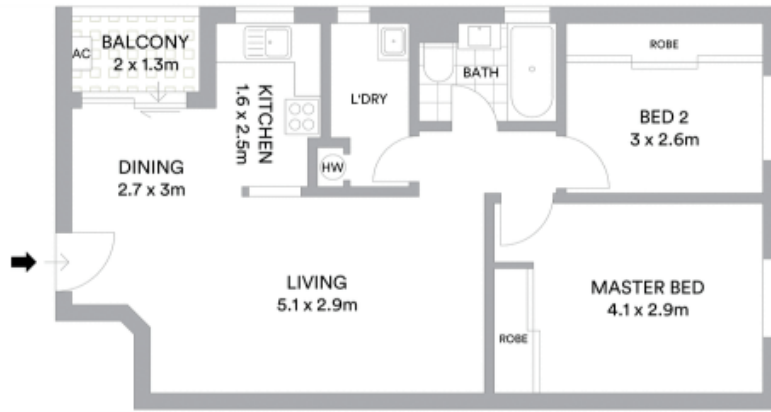 AC
BALCONY
2 x 1.3m
KITCHEN
1.6 x 2.5m
L'DRY
BATH
ROBE
BED 2
3 x 2.6m
DINING
2.7 x 3m
HW
LIVING
5.1 x 2.9m
MASTER BED
4.1 x 2.9m
ROBE